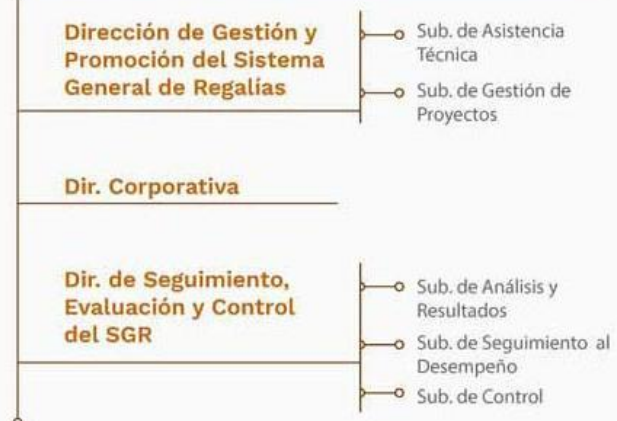 Dirección de Gestión y
Promoción del Sistema
General de Regalías
Sub. de Asistencia
Técnica
Sub. de Gestión de
Proyectos
Dir. Corporativa
Dir. de Seguimiento,
Evaluación y Control
del SGR
Sub. de Análisis y
Resultados
Sub. de Seguimiento al
Desempeño
Sub. de Control